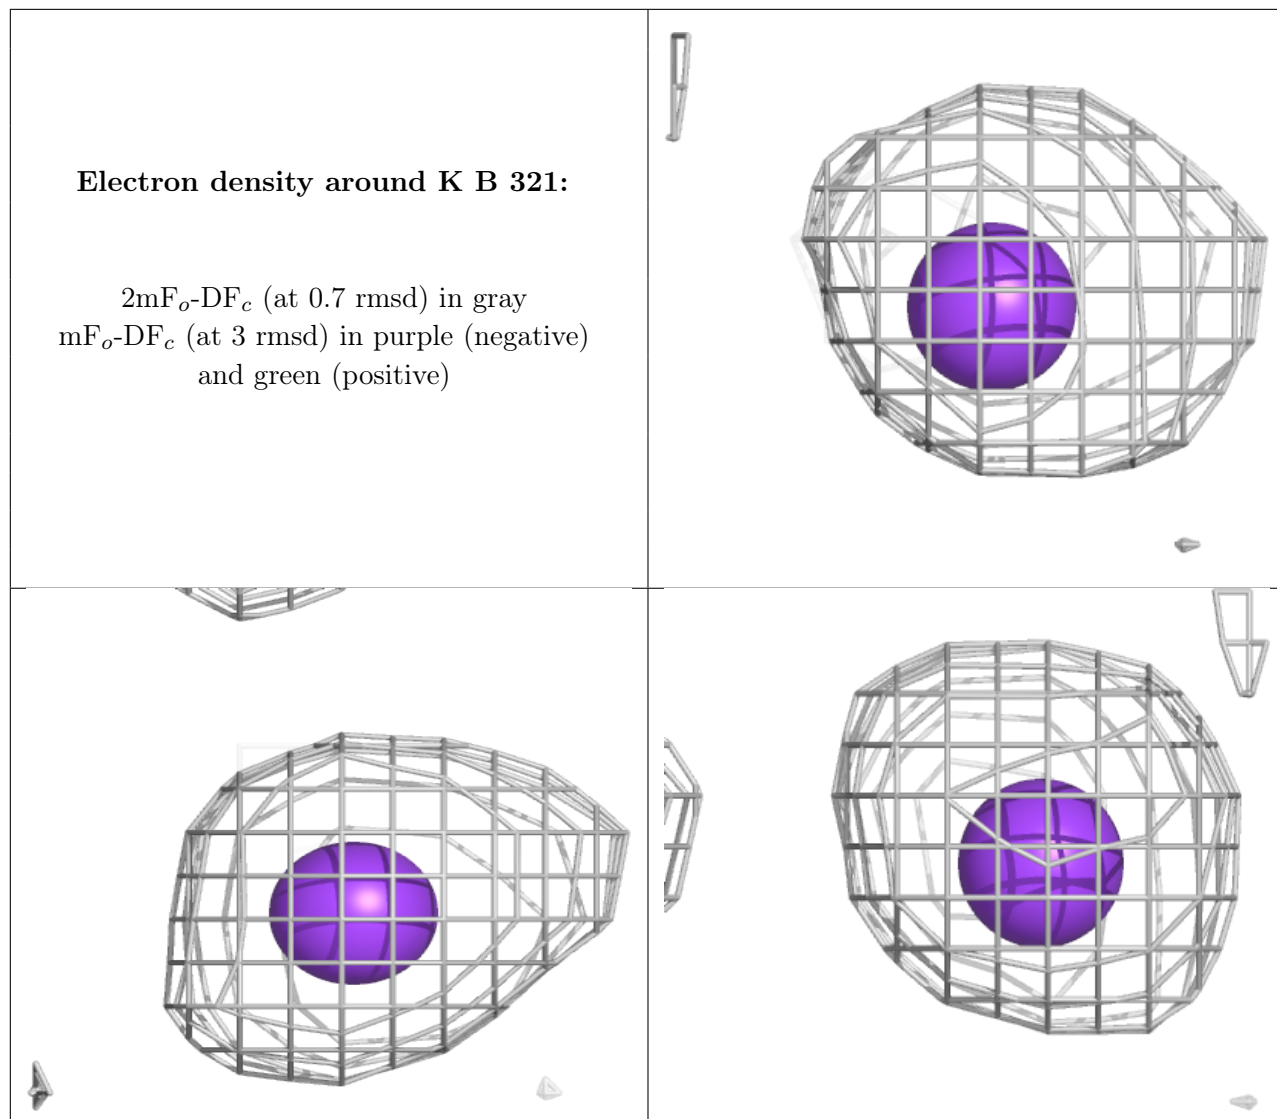 Electron density around K B 321:
2mFo-DFc (at 0.7 rmsd) in gray
mFo-DFc (at 3 rmsd) in purple (negative)
and green (positive)